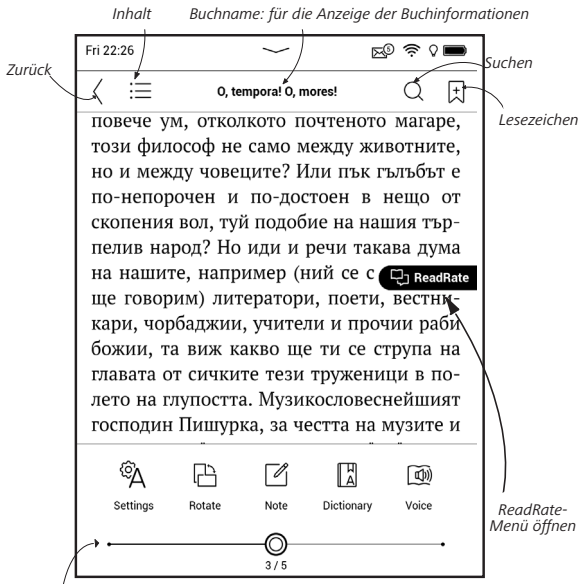 Inhalt
Buchname: für die Anzeige der Buchinformationen
Fri 22:26
5
Zurück
Suchen
O, tempora! O, mores!
Lesezeichen
повече ум, отколкото почтеното магаре,
този философ не само между животните,
но и между човеците? Или пък гълъбът е
по-непорочен и по-достоен в нещо от
скопения вол, туй подобие на нашия тър-
пелив народ? Но иди и речи такава дума
на нашите, например (ний се с
ReadRate
ще говорим) литератори, поети, вестни-
кари, чорбаджии, учители и прочии раби
божии, та виж какво ще ти се струпа на
главата от сичките тези труженици в по-
лето на глупостта. Музикословеснейшият
господин Пишурка, за честта на музите и
Settings
Rotate
Note
Dictionary
Voice
ReadRate-
Menü öffnen
3 / 5